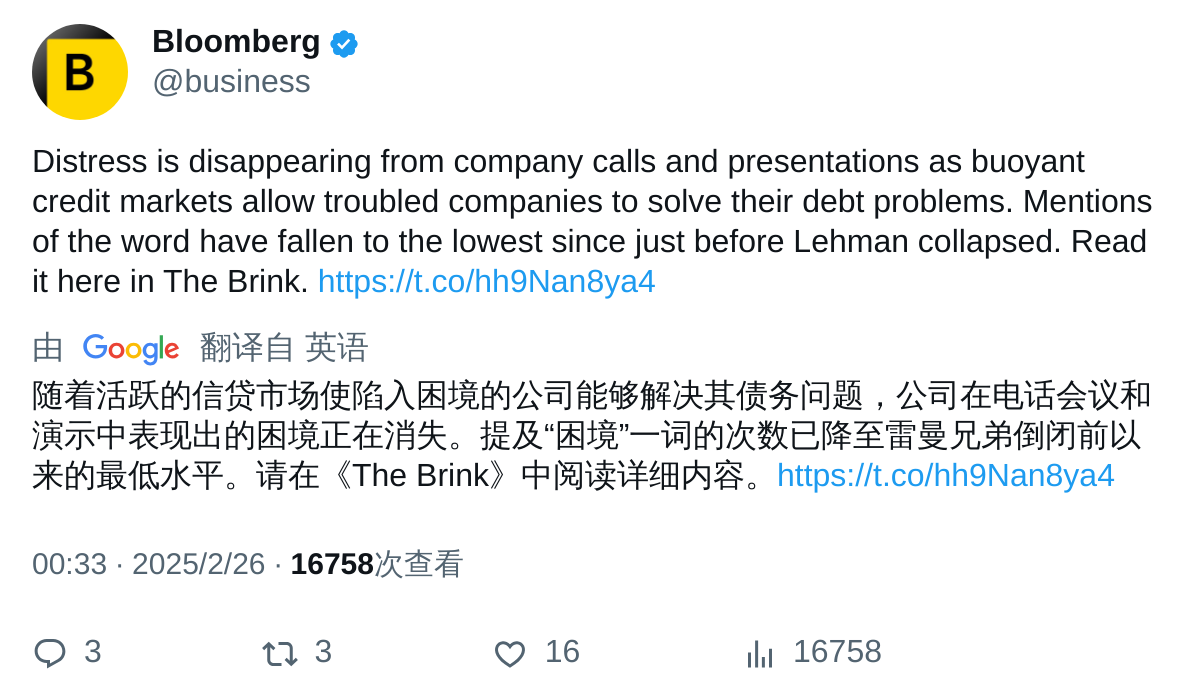 B
Bloomberg
@business
Distress is disappearing from company calls and presentations as buoyant
credit markets allow troubled companies to solve their debt problems. Mentions
of the word have fallen to the lowest since just before Lehman collapsed. Read
it here in The Brink. https://t.co/hh9Nan8ya4
由 Google 翻译自 英语
随着活跃的信贷市场使陷入困境的公司能够解决其债务问题，公司在电话会议和
演示中表现出的困境正在消失。提及“困境”一词的次数已降至雷曼兄弟倒闭前以
来的最低水平。请在《The Brink》中阅读详细内容。https://t.co/hh9Nan8ya4
00:33 · 2025/2/26 · 16758次查看
3 3 16 16758